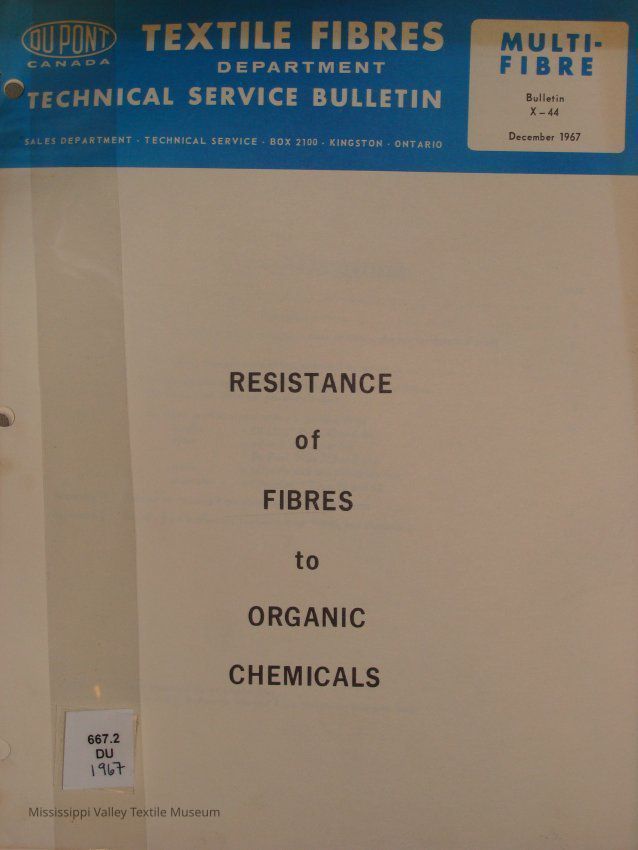 DU PONT
CANADA
TEXTILE FIBRES
DEPARTMENT
TECHNICAL SERVICE BULLETIN
SALES DEPARTMENT · TECHNICAL SERVICE · BOX 2100 · KINGSTON · ONTARIO
MULTI-
FIBRE
Bulletin
X – 44
December 1967
RESISTANCE
of
FIBRES
to
ORGANIC
CHEMICALS
667.2
DU
1967
Mississippi Valley Textile Museum